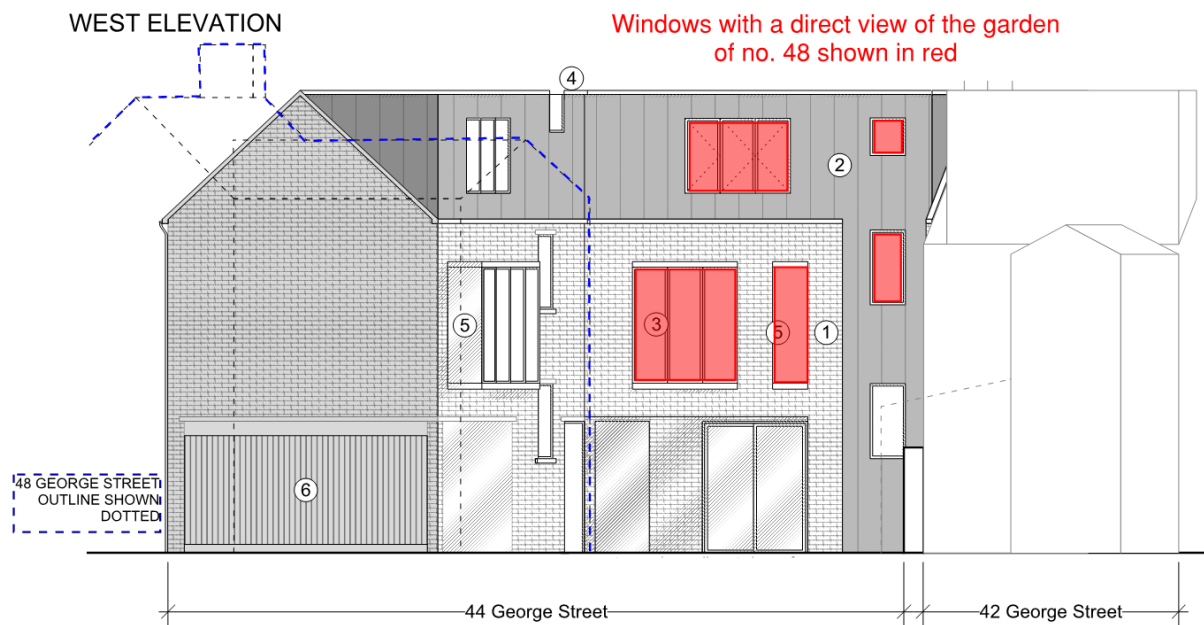 WEST ELEVATION
Windows with a direct view of the garden
of no. 48 shown in red
4
2
5
3
5
1
48 GEORGE STREET
OUTLINE SHOWN
DOTTED
6
44 George Street
42 George Street